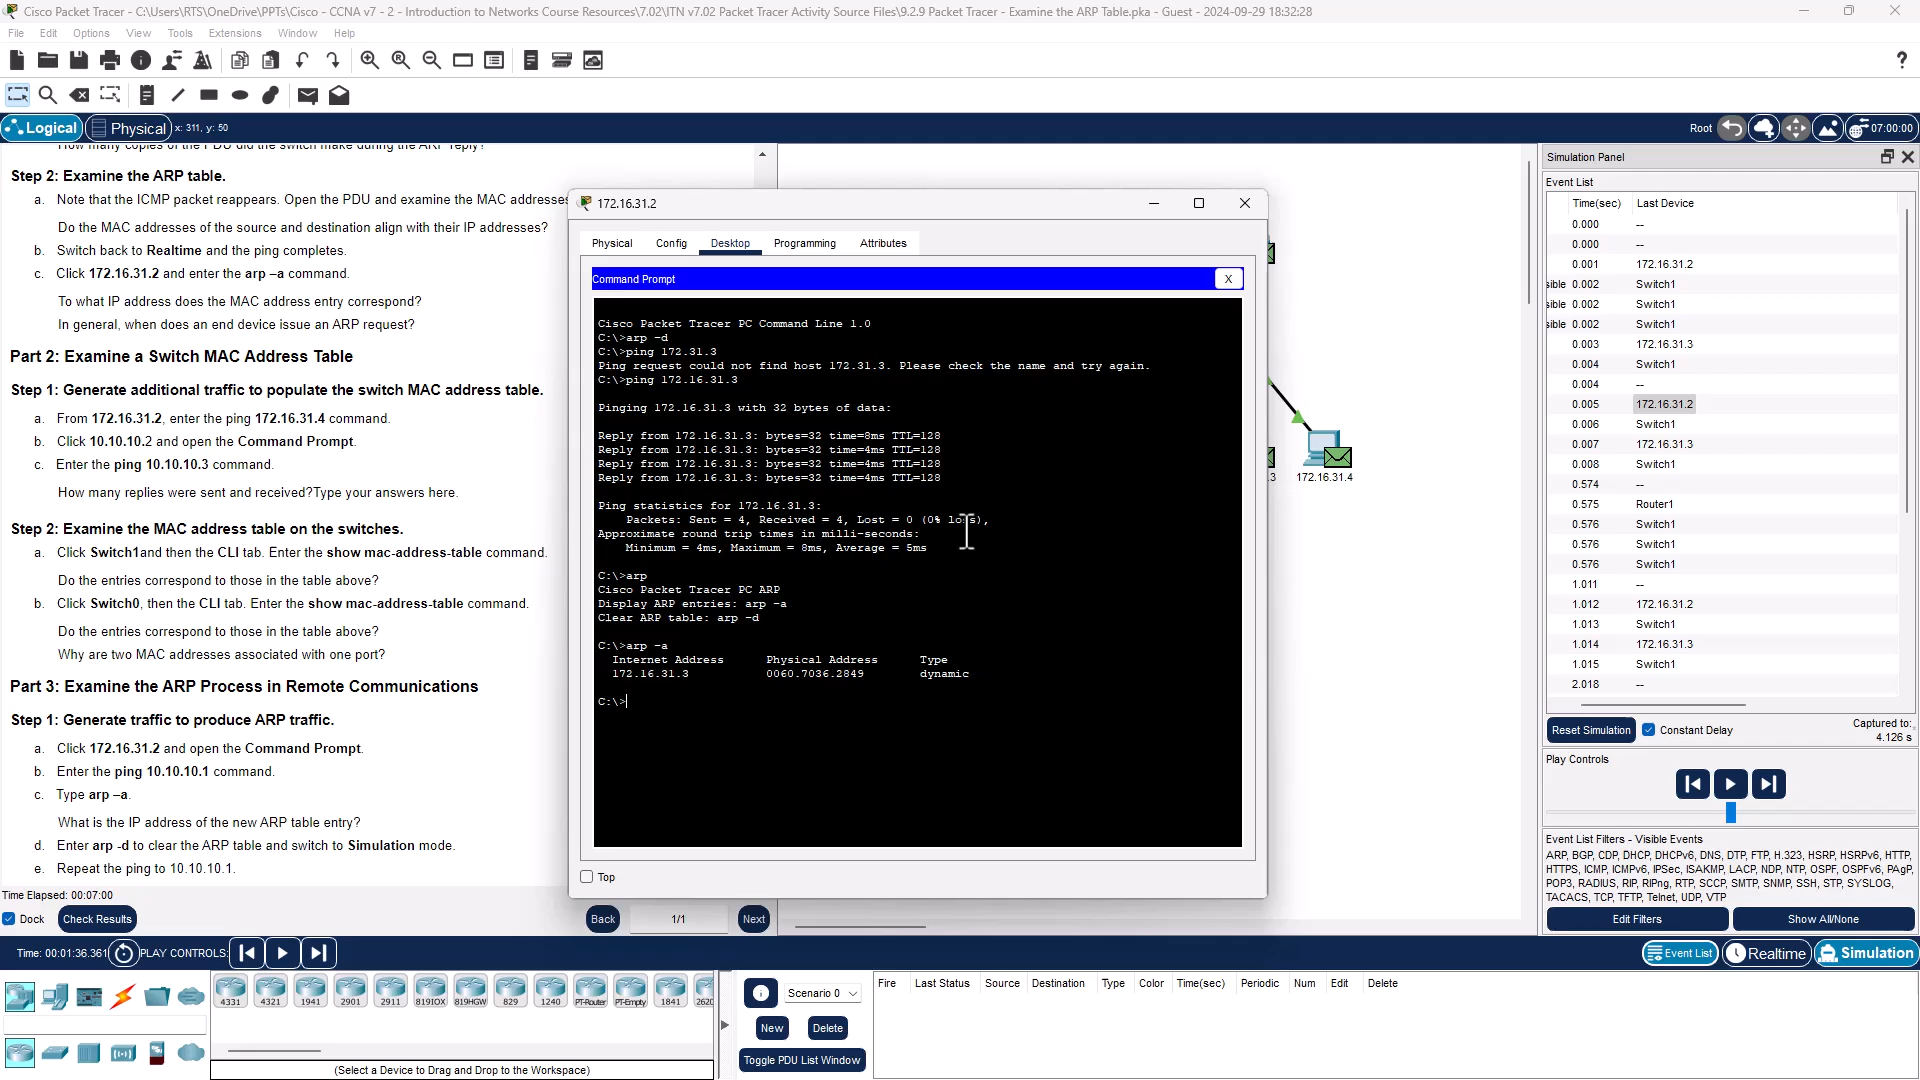 Cisco Packet Tracer - C:\Users\RTS\OneDrive\PPTs\Cisco - CCNA v7 - 2 - Introduction to Networks Course Resources\7.02\ITN v7.02 Packet Tracer Activity Source Files\9.2.9 Packet Tracer - Examine the ARP Table.pka - Guest - 2024-09-29 18:32:28
File Edit Options View Tools Extensions Window Help
Logical Physical x: 311, y: 50 Root 07:00:00
How many copies of the PDU did the switch make during the ARP reply?
Step 2: Examine the ARP table.
a. Note that the ICMP packet reappears. Open the PDU and examine the MAC addresses
Do the MAC addresses of the source and destination align with their IP addresses?
b. Switch back to Realtime and the ping completes.
c. Click 172.16.31.2 and enter the arp –a command.
To what IP address does the MAC address entry correspond?
In general, when does an end device issue an ARP request?
Part 2: Examine a Switch MAC Address Table
Step 1: Generate additional traffic to populate the switch MAC address table.
a. From 172.16.31.2, enter the ping 172.16.31.4 command.
b. Click 10.10.10.2 and open the Command Prompt.
c. Enter the ping 10.10.10.3 command.
How many replies were sent and received?Type your answers here.
Step 2: Examine the MAC address table on the switches.
a. Click Switch1and then the CLI tab. Enter the show mac-address-table command.
Do the entries correspond to those in the table above?
b. Click Switch0, then the CLI tab. Enter the show mac-address-table command.
Do the entries correspond to those in the table above?
Why are two MAC addresses associated with one port?
Part 3: Examine the ARP Process in Remote Communications
Step 1: Generate traffic to produce ARP traffic.
a. Click 172.16.31.2 and open the Command Prompt.
b. Enter the ping 10.10.10.1 command.
c. Type arp –a.
What is the IP address of the new ARP table entry?
d. Enter arp -d to clear the ARP table and switch to Simulation mode.
e. Repeat the ping to 10.10.10.1.
Time Elapsed: 00:07:00
Dock Check Results Back 1/1 Next
172.16.31.2
Physical Config Desktop Programming Attributes
Command Prompt X
Cisco Packet Tracer PC Command Line 1.0
C:\>arp -d
C:\>ping 172.31.3
Ping request could not find host 172.31.3. Please check the name and try again.
C:\>ping 172.16.31.3
Pinging 172.16.31.3 with 32 bytes of data:
Reply from 172.16.31.3: bytes=32 time=8ms TTL=128
Reply from 172.16.31.3: bytes=32 time=4ms TTL=128
Reply from 172.16.31.3: bytes=32 time=4ms TTL=128
Reply from 172.16.31.3: bytes=32 time=4ms TTL=128
Ping statistics for 172.16.31.3:
Packets: Sent = 4, Received = 4, Lost = 0 (0% loss),
Approximate round trip times in milli-seconds:
Minimum = 4ms, Maximum = 8ms, Average = 5ms
C:\>arp
Cisco Packet Tracer PC ARP
Display ARP entries: arp -a
Clear ARP table: arp -d
C:\>arp -a
Internet Address Physical Address Type
172.16.31.3 0060.7036.2849 dynamic
C:\>
Top
.3 172.16.31.4
Simulation Panel
Event List
Time(sec) Last Device
0.000 --
0.000 --
0.001 172.16.31.2
sible 0.002 Switch1
sible 0.002 Switch1
sible 0.002 Switch1
0.003 172.16.31.3
0.004 Switch1
0.004 --
0.005 172.16.31.2
0.006 Switch1
0.007 172.16.31.3
0.008 Switch1
0.574 --
0.575 Router1
0.576 Switch1
0.576 Switch1
0.576 Switch1
1.011 --
1.012 172.16.31.2
1.013 Switch1
1.014 172.16.31.3
1.015 Switch1
2.018 --
Reset Simulation Constant Delay Captured to:
4.126 s
Play Controls
Event List Filters - Visible Events
ARP, BGP, CDP, DHCP, DHCPv6, DNS, DTP, FTP, H.323, HSRP, HSRPv6, HTTP,
HTTPS, ICMP, ICMPv6, IPSec, ISAKMP, LACP, NDP, NTP, OSPF, OSPFv6, PAgP,
POP3, RADIUS, RIP, RIPng, RTP, SCCP, SMTP, SNMP, SSH, STP, SYSLOG,
TACACS, TCP, TFTP, Telnet, UDP, VTP
Edit Filters Show All/None
Time: 00:01:36.361 PLAY CONTROLS: Event List Realtime Simulation
4331 4321 1941 2901 2911 819IOX 819HGW 829 1240 PT-Router PT-Empty 1841 2620
(Select a Device to Drag and Drop to the Workspace)
Scenario 0
New Delete
Toggle PDU List Window
Fire Last Status Source Destination Type Color Time(sec) Periodic Num Edit Delete